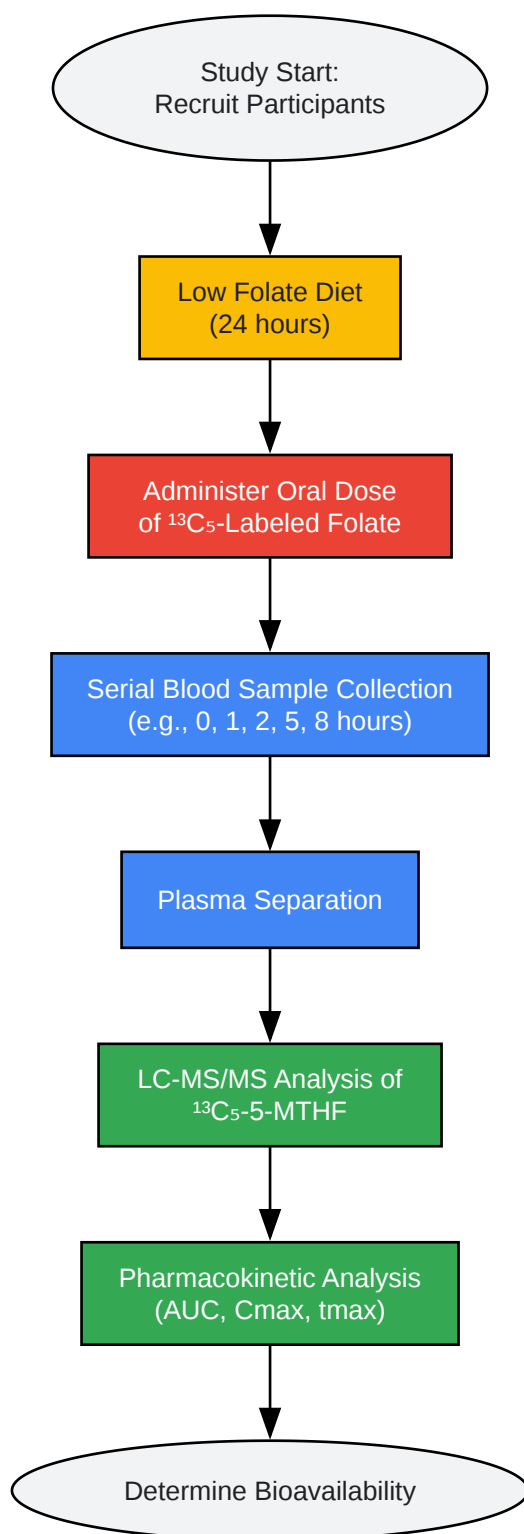 Study Start:
Recruit Participants
Low Folate Diet
(24 hours)
Administer Oral Dose
of ¹³C₅-Labeled Folate
Serial Blood Sample Collection
(e.g., 0, 1, 2, 5, 8 hours)
Plasma Separation
LC-MS/MS Analysis of
¹³C₅-5-MTHF
Pharmacokinetic Analysis
(AUC, Cmax, tmax)
Determine Bioavailability